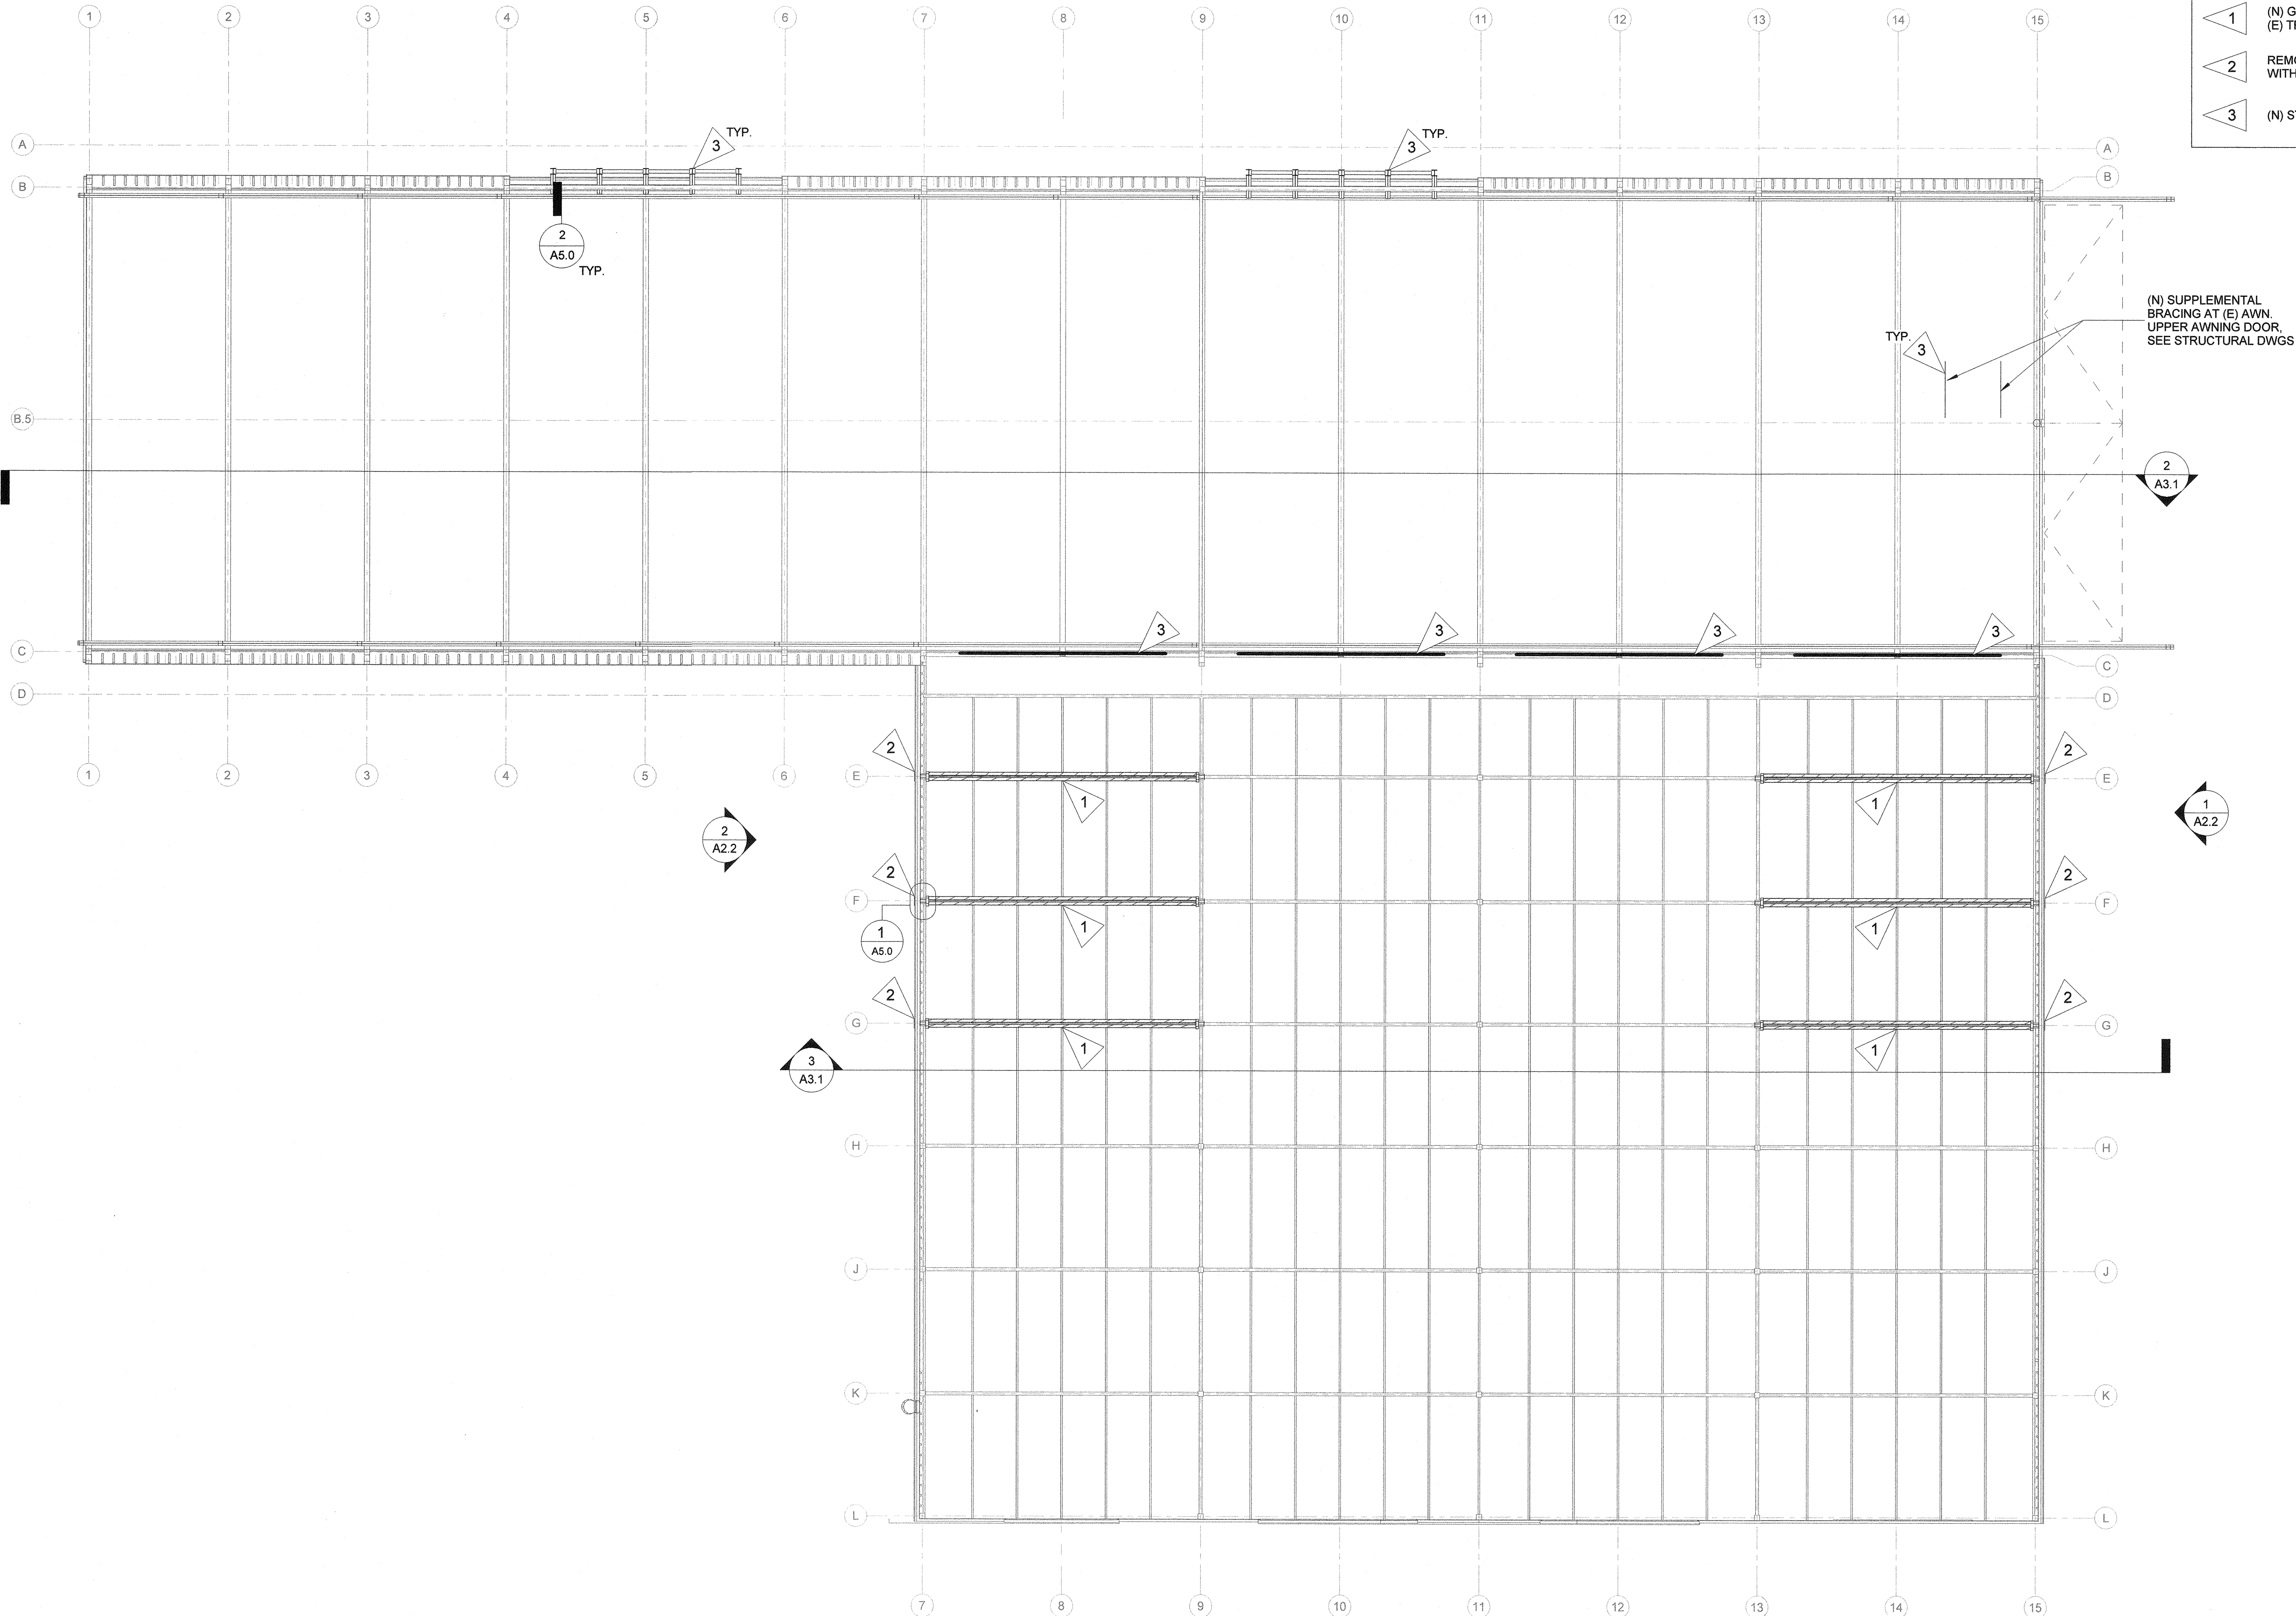 1 2 3 4 5 6 7 8 9 10 11 12 13 14 15
1 (N) G
(E) T
2 REMO
WITH
3 (N) S
A A
B B
3 TYP.
3 TYP.
2
A5.0
TYP.
(N) SUPPLEMENTAL
BRACING AT (E) AWN.
UPPER AWNING DOOR,
SEE STRUCTURAL DWGS
TYP.
3
B.5
2
A3.1
3 3 3 3
C C
D D
1 2 3 4 5 6
2 2
E E
1 1
2
A2.2
1
A2.2
2 2
F F
1 1
1
A5.0
2 2
G G
1 1
3
A3.1
H H
J J
K K
L L
7 8 9 10 11 12 13 14 15